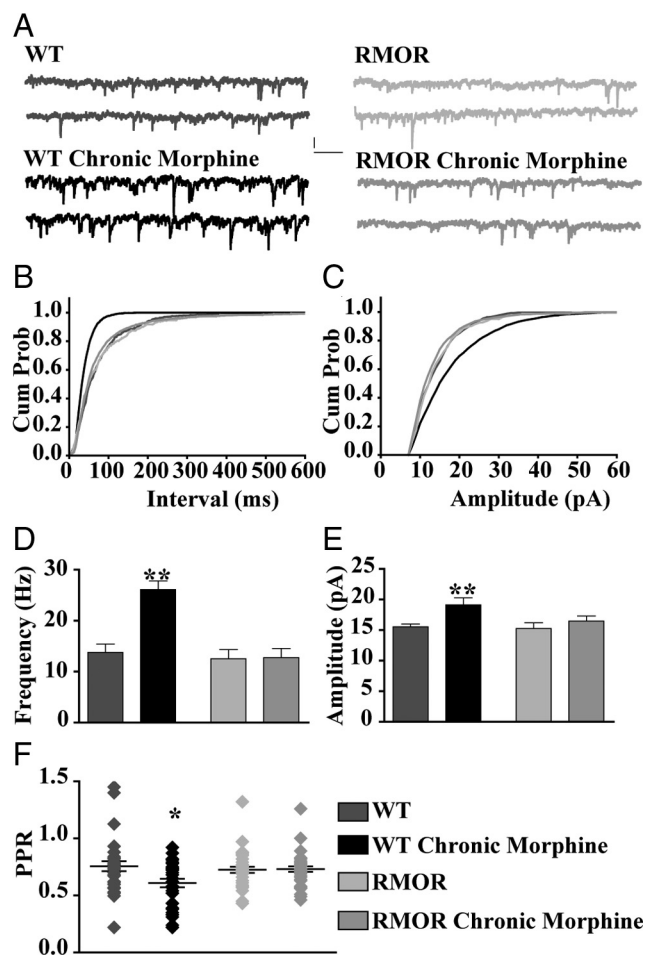 A
WT
RMOR
WT Chronic Morphine
RMOR Chronic Morphine
B
C
Cum Prob
1.0
0.8
0.6
0.4
0.2
0.0
0 100 200 300 400 500 600
Interval (ms)
Cum Prob
1.0
0.8
0.6
0.4
0.2
0.0
0 10 20 30 40 50 60
Amplitude (pA)
D
E
Frequency (Hz)
30
20
10
0
**
Amplitude (pA)
25
20
15
10
5
0
**
F
PPR
1.5
1.0
0.5
0.0
*
WT
WT Chronic Morphine
RMOR
RMOR Chronic Morphine